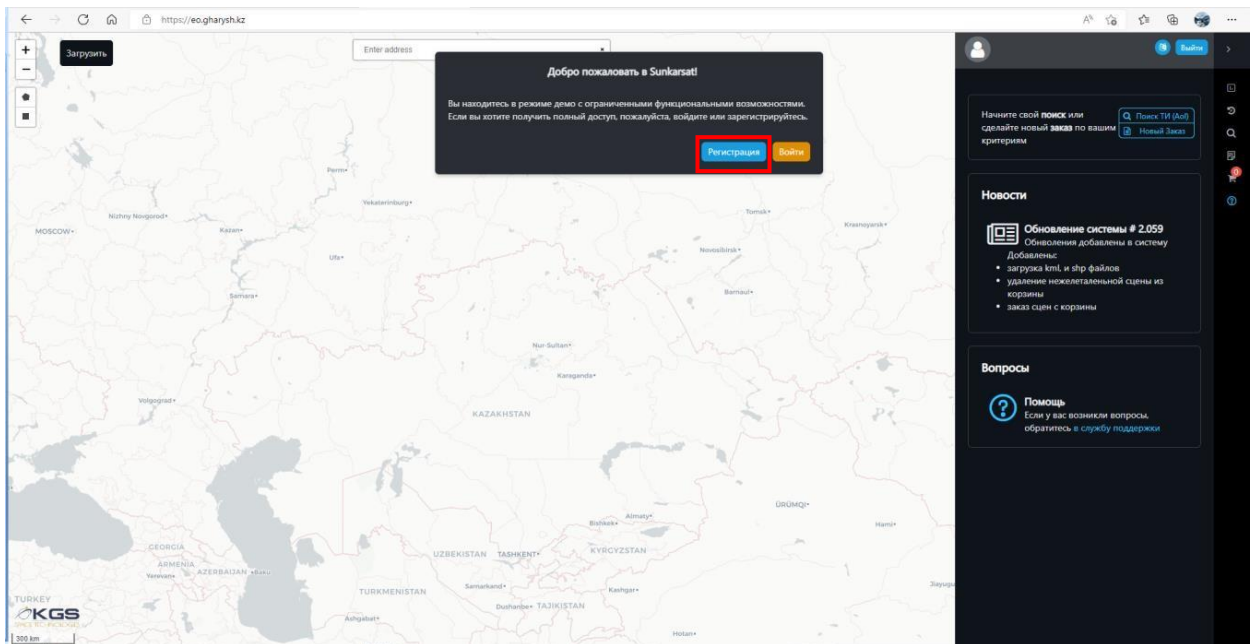 https://eo.gharysh.kz
+
Загрузить
Enter address
−
Добро пожаловать в Sunkarsat!
Вы находитесь в режиме демо с ограниченными функциональными возможностями.
Если вы хотите получить полный доступ, пожалуйста, войдите или зарегистрируйтесь.
Регистрация
Войти
Выйти
Начните свой поиск или
сделайте новый заказ по вашим
критериям
Поиск ТИ (AoI)
Новый Заказ
0
Новости
Обновление системы # 2.059
Обнволения добавлены в систему
Добавлены:
загрузка kml, и shp файлов
удаление нежелеталенььной сцены из
корзины
заказ сцен с корзины
Вопросы
Помощь
Если у вас возникли вопросы,
обратитесь в службу поддержки
Perm
Yekaterinburg
Nizhny Novgorod
MOSCOW
Kazan
Tomsk
Krasnoyarsk
Ufa
Novosibirsk
Samara
Barnaul
Nur-Sultan
Karaganda
Volgograd
KAZAKHSTAN
ÜRÜMQI
Almaty
Bishkek
Hami
GEORGIA
UZBEKISTAN
TASHKENT
KYRGYZSTAN
ARMENIA
Yerevan
AZERBAIJAN
Baku
TURKMENISTAN
Samarkand
Kashgar
Jiayugu
TURKEY
Dushanbe
TAJIKISTAN
KGS
Ashgabat
Hotan
300 km